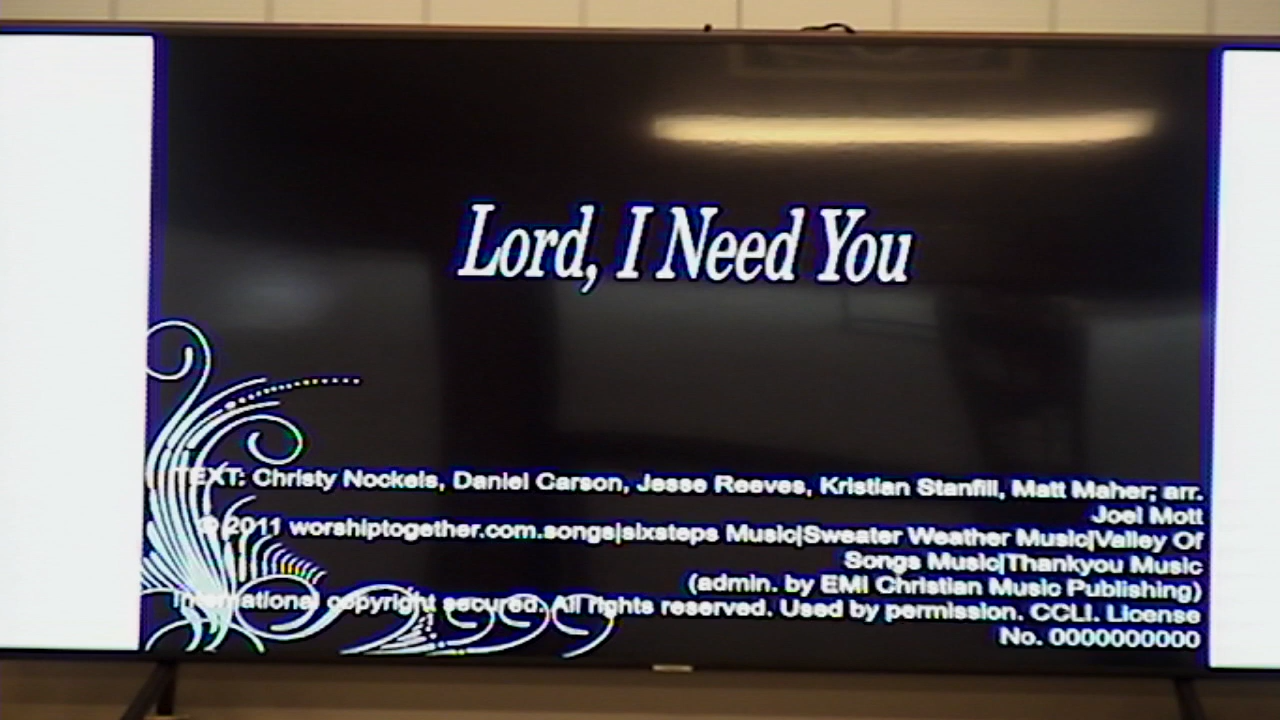 Lord, I Need You
TEXT: Christy Nockels, Daniel Carson, Jesse Reeves, Kristian Stanfill, Matt Maher; arr.
Joel Mott
© 2011 worshiptogether.com.songs|sixsteps Music|Sweater Weather Music|Valley Of
Songs Music|Thankyou Music
(admin. by EMI Christian Music Publishing)
International copyright secured. All rights reserved. Used by permission. CCLI. License
No. 0000000000